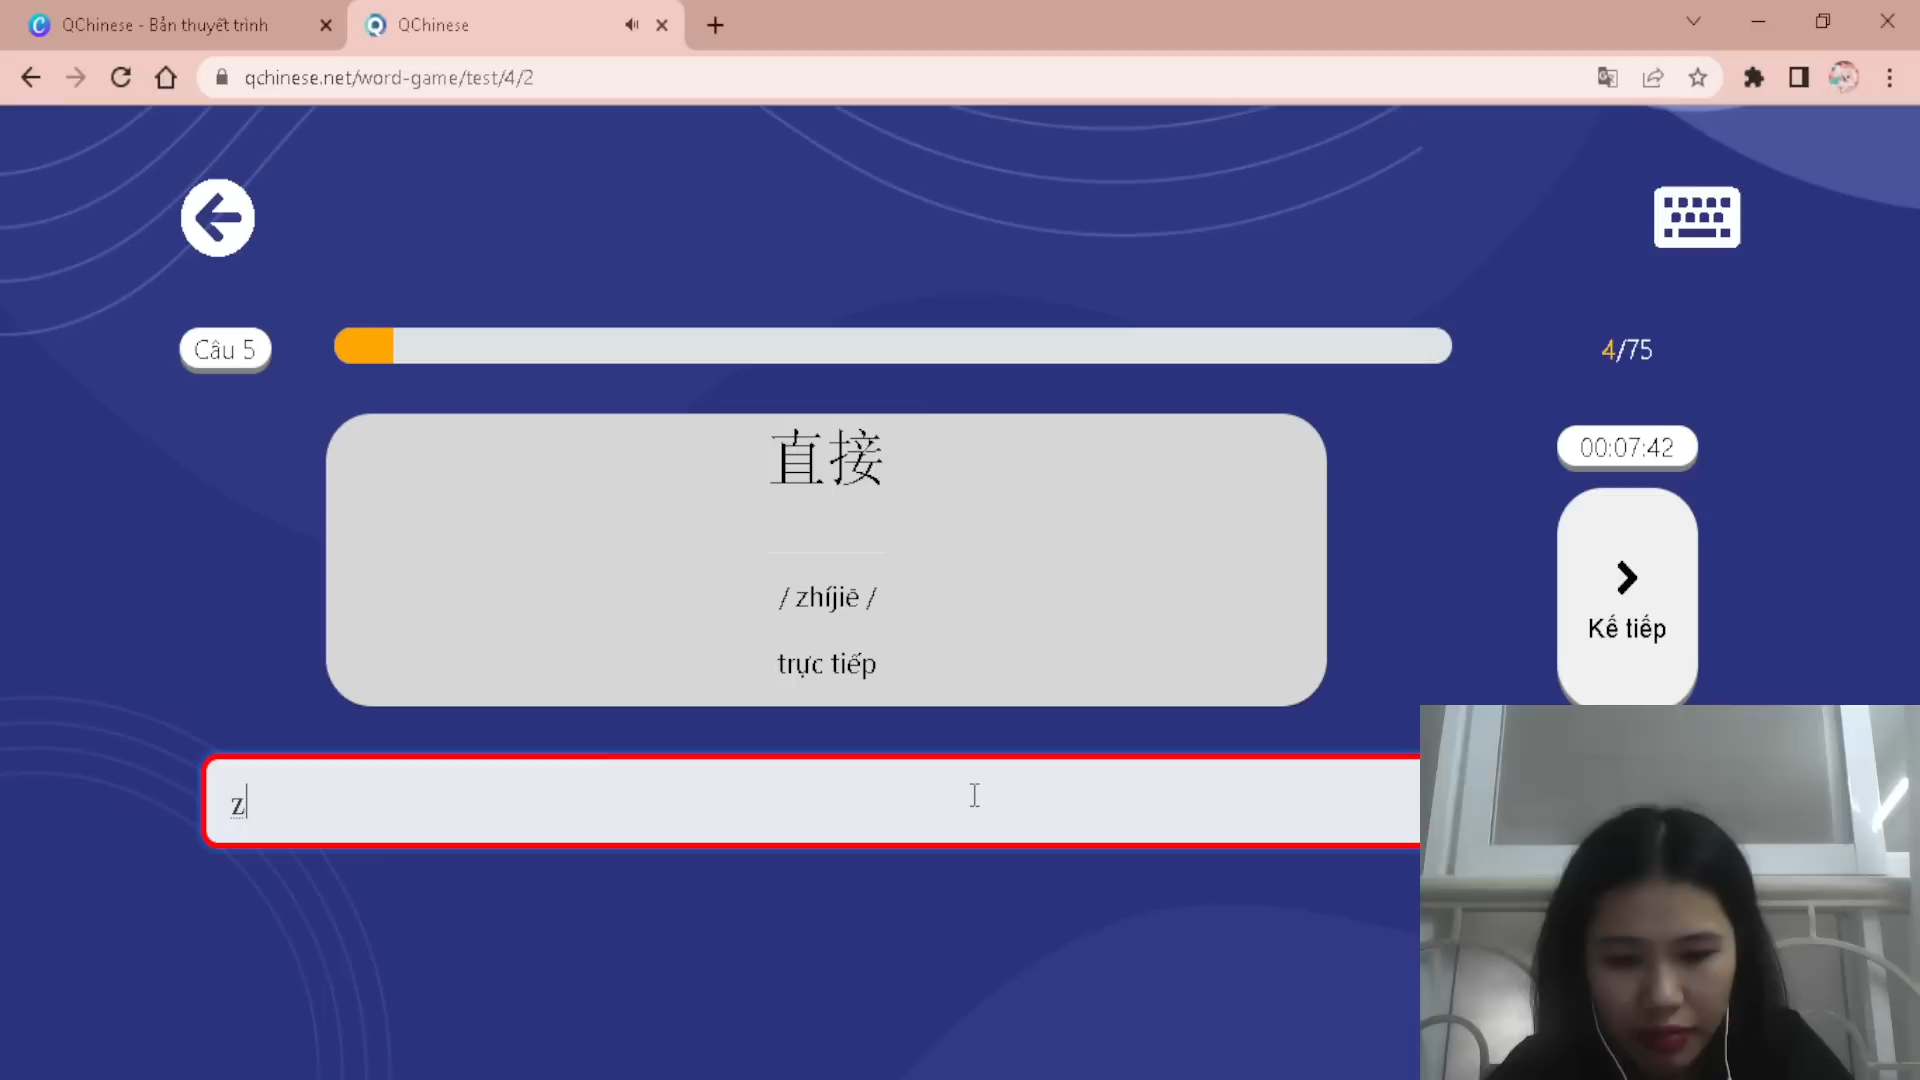 QChinese - Bản thuyết trình
QChinese
qchinese.net/word-game/test/4/2
Câu 5
4/75
直接
00:07:42
/ zhíjiē /
Kế tiếp
trực tiếp
z